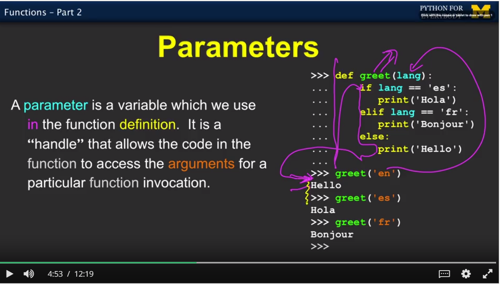 Functions – Part 2
PYTHON FOR
Parameters
A parameter is a variable which we use
in the function definition. It is a
“handle” that allows the code in the
function to access the arguments for a
particular function invocation.
>>> def greet(lang):
... if lang == 'es':
... print('Hola')
... elif lang == 'fr':
... print('Bonjour')
... else:
... print('Hello')
...
>>> greet('en')
Hello
>>> greet('es')
Hola
>>> greet('fr')
Bonjour
>>>
4:53 / 12:19